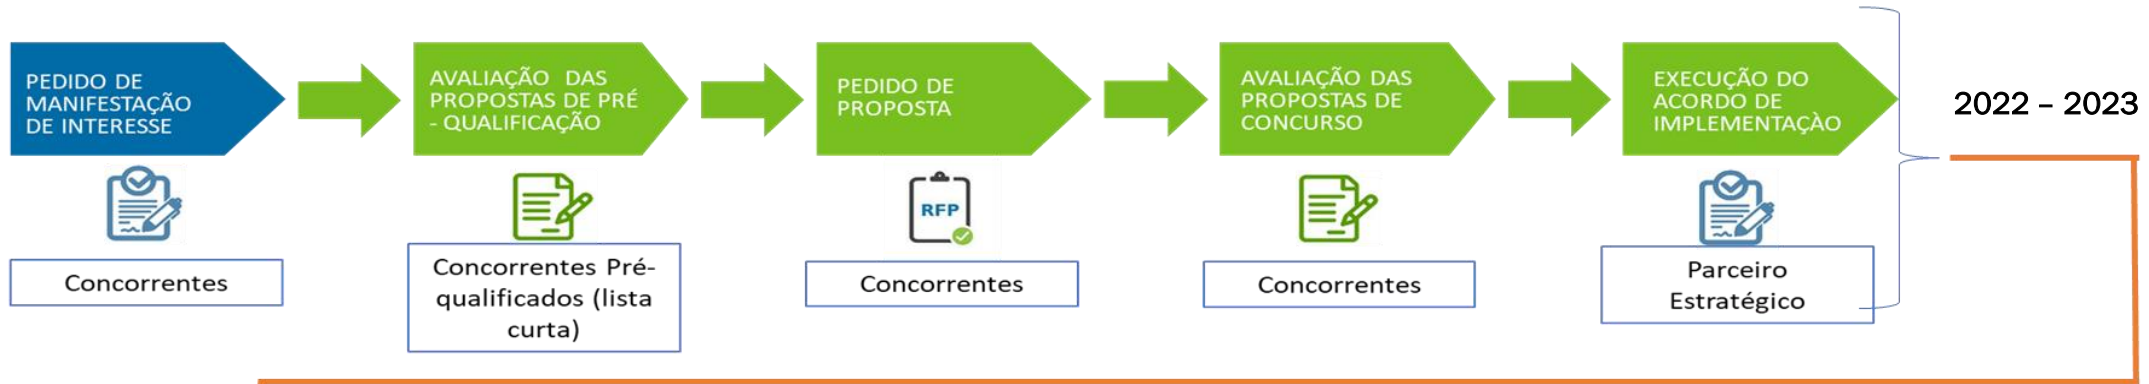 PEDIDO DE
MANIFESTAÇÃO
DE INTERESSE
AVALIAÇÃO DAS
PROPOSTAS DE PRÉ
- QUALIFICAÇÃO
PEDIDO DE
PROPOSTA
AVALIAÇÃO DAS
PROPOSTAS DE
CONCURSO
EXECUÇÃO DO
ACORDO DE
IMPLEMENTAÇÀO
2022 – 2023
RFP
Concorrentes
Concorrentes Pré-
qualificados (lista
curta)
Concorrentes
Concorrentes
Parceiro
Estratégico